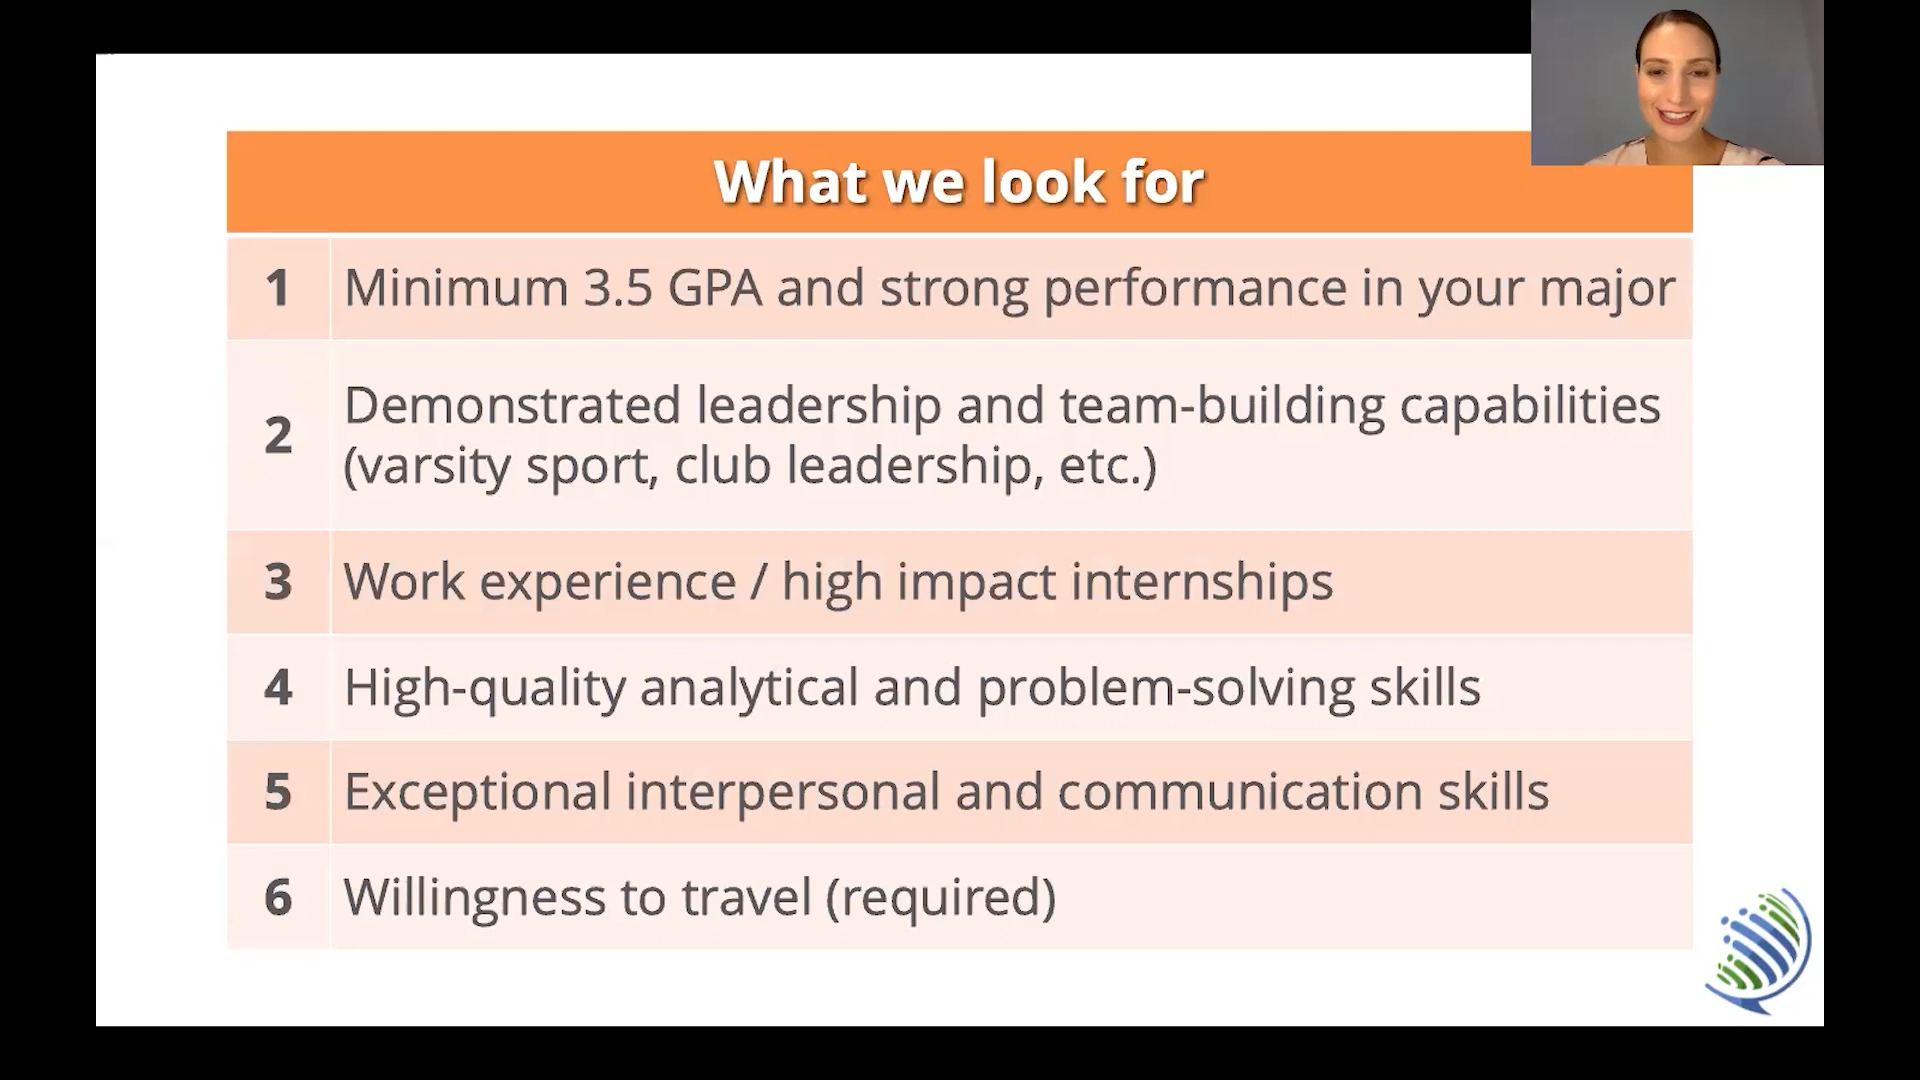 What we look for
1 Minimum 3.5 GPA and strong performance in your major
2 Demonstrated leadership and team-building capabilities
(varsity sport, club leadership, etc.)
3 Work experience / high impact internships
4 High-quality analytical and problem-solving skills
5 Exceptional interpersonal and communication skills
6 Willingness to travel (required)